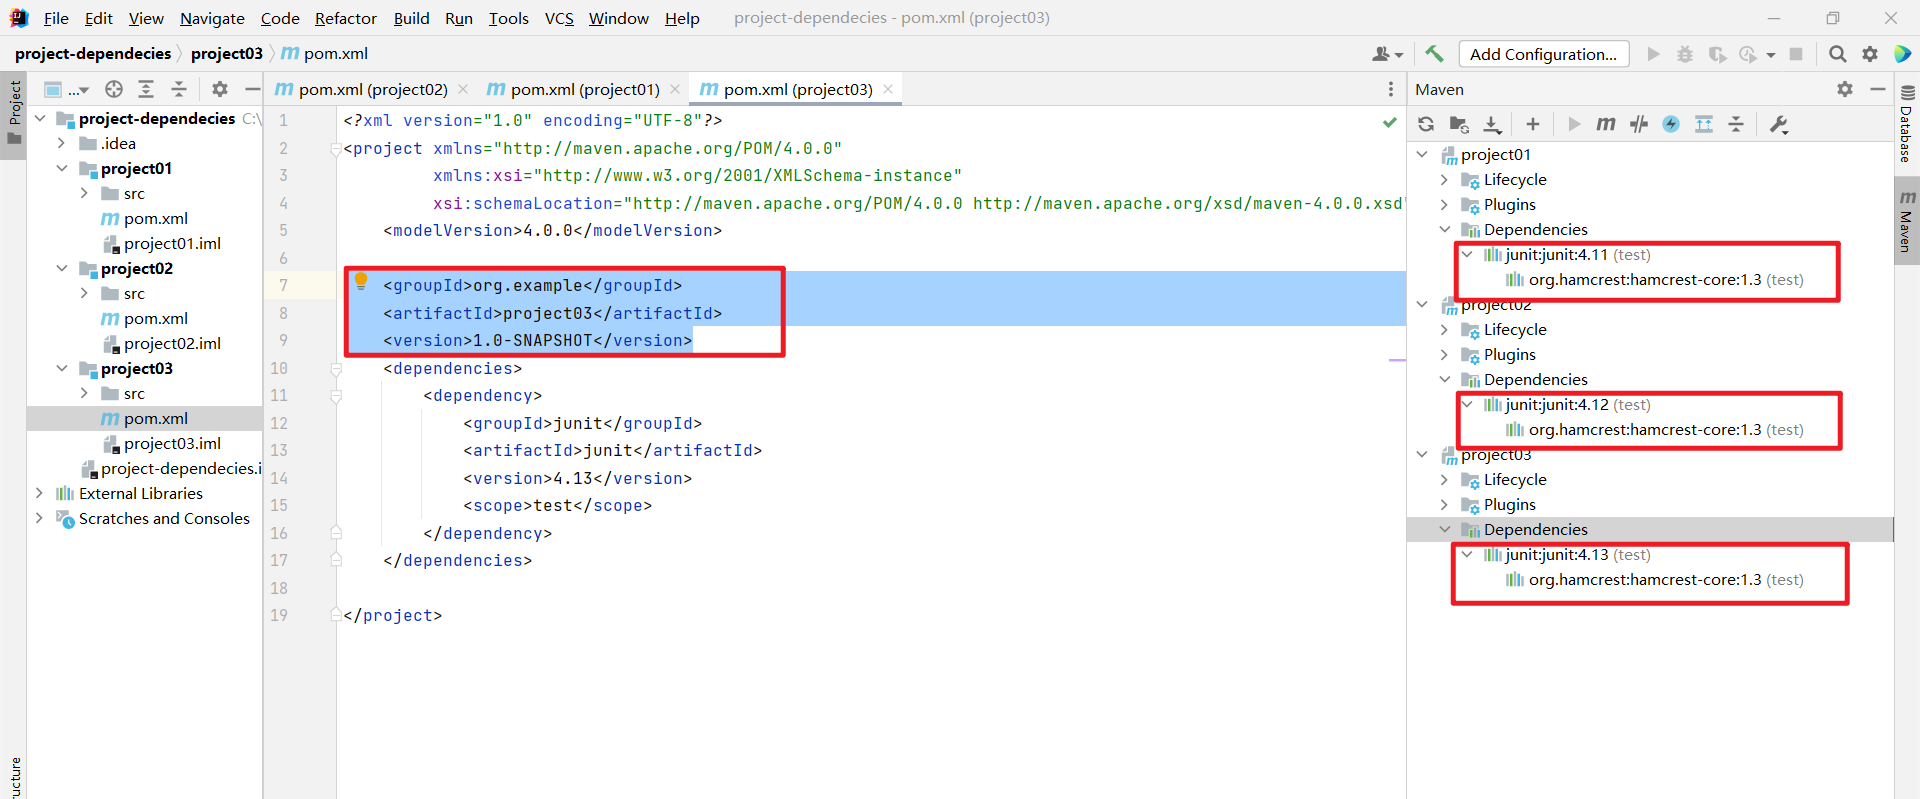 File Edit View Navigate Code Refactor Build Run Tools VCS Window Help project-dependecies - pom.xml (project03)
project-dependecies project03 pom.xml
Add Configuration...
Project
... 
project-dependecies C:\
.idea
project01
src
pom.xml
project01.iml
project02
src
pom.xml
project02.iml
project03
src
pom.xml
project03.iml
project-dependecies.i
External Libraries
Scratches and Consoles
ucture
pom.xml (project02) pom.xml (project01) pom.xml (project03)
1 <?xml version="1.0" encoding="UTF-8"?>
2 <project xmlns="http://maven.apache.org/POM/4.0.0"
3 xmlns:xsi="http://www.w3.org/2001/XMLSchema-instance"
4 xsi:schemaLocation="http://maven.apache.org/POM/4.0.0 http://maven.apache.org/xsd/maven-4.0.0.xsd"
5 <modelVersion>4.0.0</modelVersion>
6
7 <groupId>org.example</groupId>
8 <artifactId>project03</artifactId>
9 <version>1.0-SNAPSHOT</version>
10 <dependencies>
11 <dependency>
12 <groupId>junit</groupId>
13 <artifactId>junit</artifactId>
14 <version>4.13</version>
15 <scope>test</scope>
16 </dependency>
17 </dependencies>
18
19 </project>
Maven
project01
Lifecycle
Plugins
Dependencies
junit:junit:4.11 (test)
org.hamcrest:hamcrest-core:1.3 (test)
project02
Lifecycle
Plugins
Dependencies
junit:junit:4.12 (test)
org.hamcrest:hamcrest-core:1.3 (test)
project03
Lifecycle
Plugins
Dependencies
junit:junit:4.13 (test)
org.hamcrest:hamcrest-core:1.3 (test)
Database
Maven